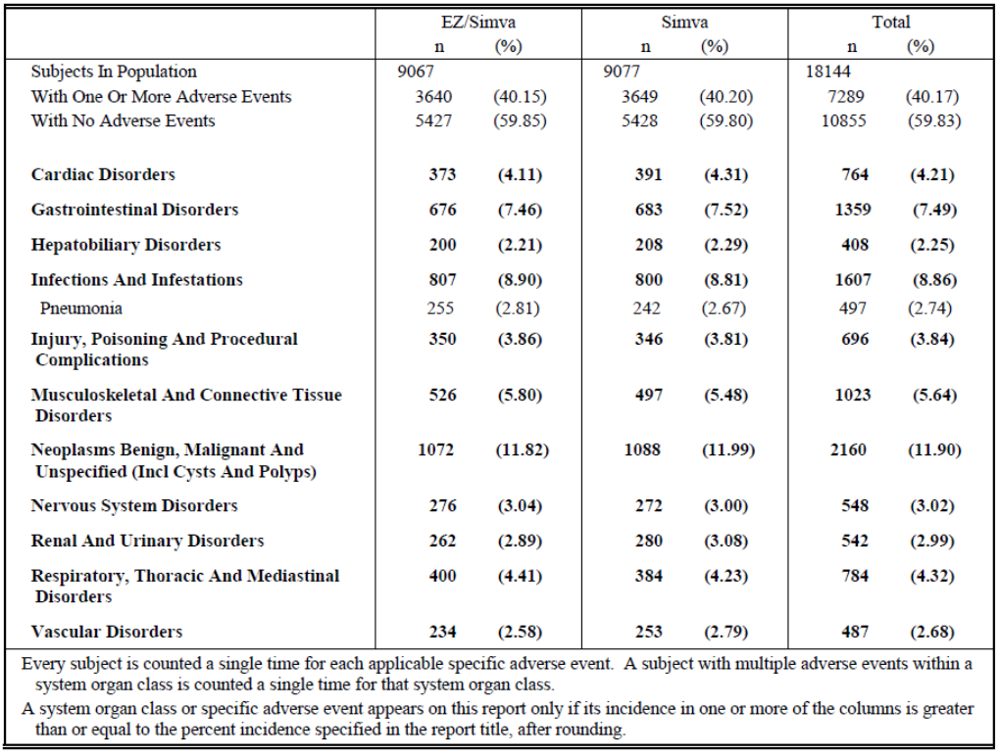 EZ/Simva Simva Total
n (%) n (%) n (%)
Subjects In Population 9067 9077 18144
With One Or More Adverse Events 3640 (40.15) 3649 (40.20) 7289 (40.17)
With No Adverse Events 5427 (59.85) 5428 (59.80) 10855 (59.83)
Cardiac Disorders 373 (4.11) 391 (4.31) 764 (4.21)
Gastrointestinal Disorders 676 (7.46) 683 (7.52) 1359 (7.49)
Hepatobiliary Disorders 200 (2.21) 208 (2.29) 408 (2.25)
Infections And Infestations 807 (8.90) 800 (8.81) 1607 (8.86)
Pneumonia 255 (2.81) 242 (2.67) 497 (2.74)
Injury, Poisoning And Procedural 350 (3.86) 346 (3.81) 696 (3.84)
Complications
Musculoskeletal And Connective Tissue 526 (5.80) 497 (5.48) 1023 (5.64)
Disorders
Neoplasms Benign, Malignant And 1072 (11.82) 1088 (11.99) 2160 (11.90)
Unspecified (Incl Cysts And Polyps)
Nervous System Disorders 276 (3.04) 272 (3.00) 548 (3.02)
Renal And Urinary Disorders 262 (2.89) 280 (3.08) 542 (2.99)
Respiratory, Thoracic And Mediastinal 400 (4.41) 384 (4.23) 784 (4.32)
Disorders
Vascular Disorders 234 (2.58) 253 (2.79) 487 (2.68)
Every subject is counted a single time for each applicable specific adverse event. A subject with multiple adverse events within a
system organ class is counted a single time for that system organ class.
A system organ class or specific adverse event appears on this report only if its incidence in one or more of the columns is greater
than or equal to the percent incidence specified in the report title, after rounding.